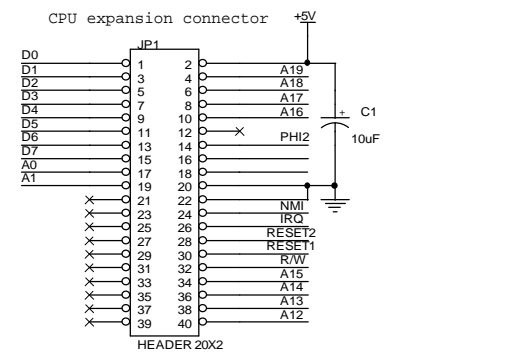 CPU expansion connector
+5V
JP1
D0 1 2
D1 3 4 A19
D2 5 6 A18
D3 7 8 A17
D4 9 10 A16
D5 11 12
D6 13 14 PHI2
D7 15 16
A0 17 18
A1 19 20
21 22
23 24 NMI
25 26 IRQ
27 28 RESET2
29 30 RESET1
31 32 R/W
33 34 A15
35 36 A14
37 38 A13
39 40 A12
HEADER 20X2
+ C1
10uF